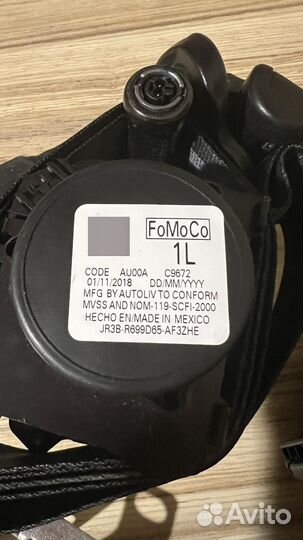 FoMoCo
1L
CODE AU00A C9672
01/11/2018 DD/MM/YYYY
MFG BY AUTOLIV TO CONFORM
MVSS AND NOM-119-SCFI-2000
HECHO EN/MADE IN MEXICO
JR3B-R699D65-AF3ZHE
Avito